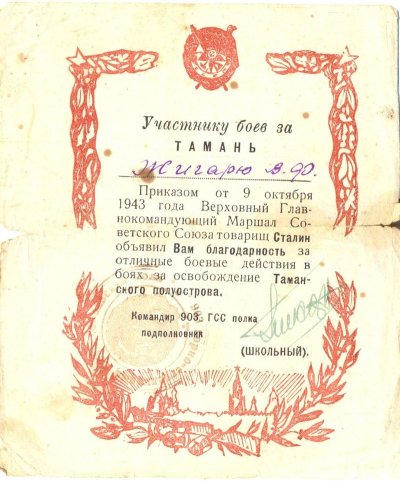 Участнику боев за
ТАМАНЬ
Жигарю В.Ф.
Приказом от 9 октября
1943 года Верховный Глав-
нокомандующий Маршал Со-
ветского Союза товарищ Сталин
объявил Вам благодарность за
отличные боевые действия в
боях за освобождение Таман-
ского полуострова.
Командир 903 ГСС полка
подполковник
(ШКОЛЬНЫЙ).